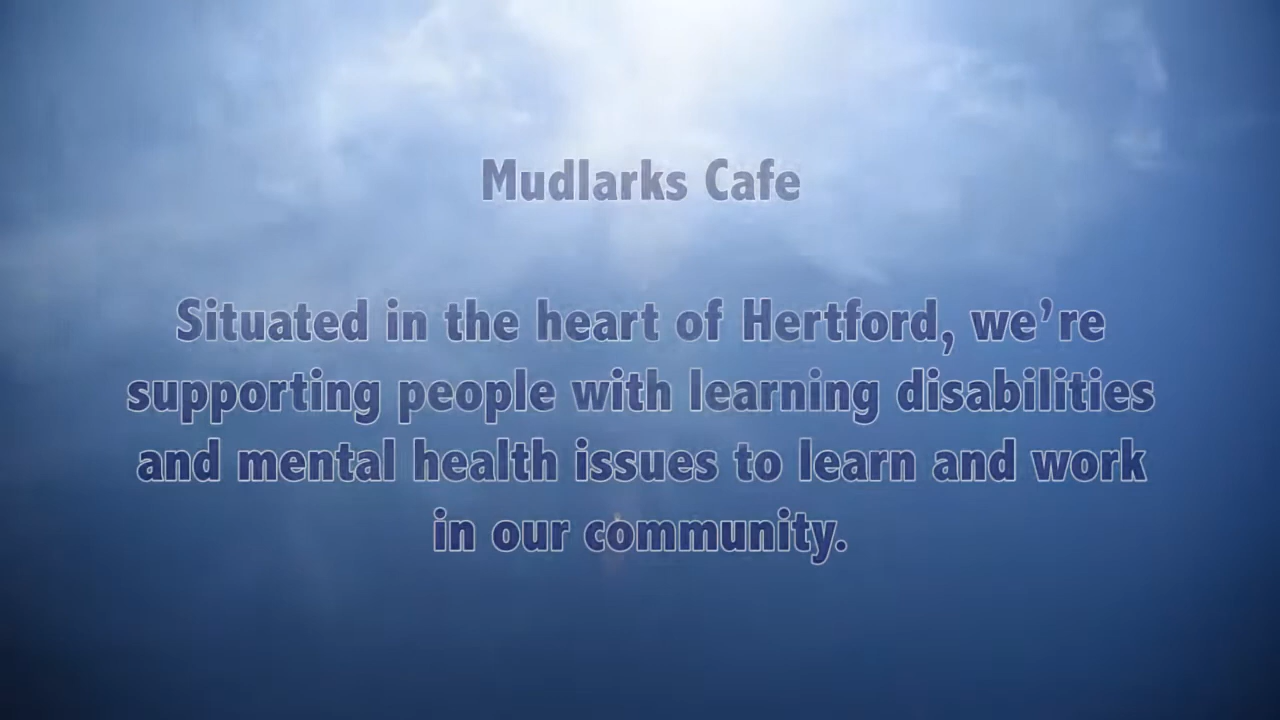 Mudlarks Cafe
Situated in the heart of Hertford, we’re
supporting people with learning disabilities
and mental health issues to learn and work
in our community.